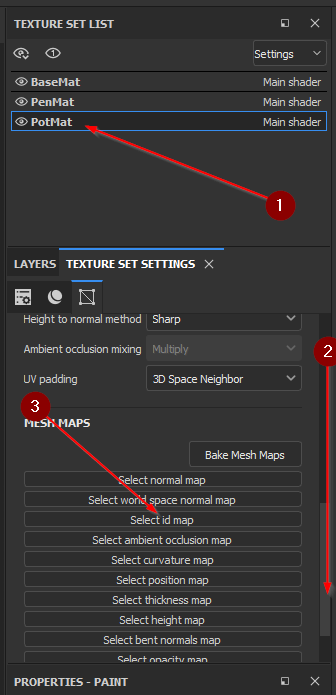 TEXTURE SET LIST
1
Settings
BaseMat Main shader
PenMat Main shader
PotMat Main shader
1
LAYERS TEXTURE SET SETTINGS
Height to normal method Sharp
Ambient occlusion mixing Multiply
2
UV padding 3D Space Neighbor
3
MESH MAPS
Bake Mesh Maps
Select normal map
Select world space normal map
Select id map
Select ambient occlusion map
Select curvature map
Select position map
Select thickness map
Select height map
Select bent normals map
Select opacity map
PROPERTIES - PAINT